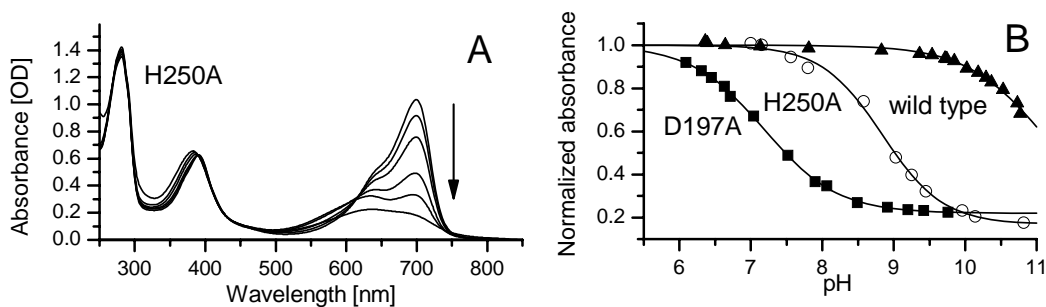 A
H250A
Absorbance [OD]
1.4
1.2
1.0
0.8
0.6
0.4
0.2
0.0
300 400 500 600 700 800
Wavelength [nm]
B
Normalized absorbance
1.0
0.8
0.6
0.4
0.2
H250A
wild type
D197A
6 7 8 9 10 11
pH